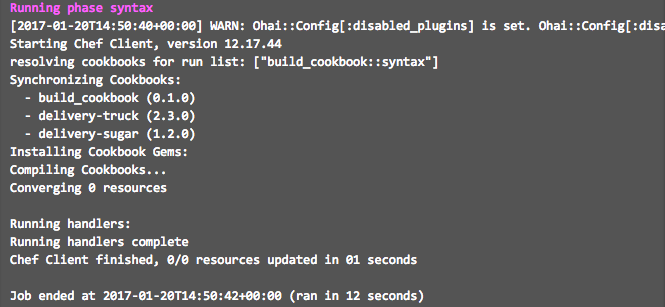 Running phase syntax
[2017-01-20T14:50:40+00:00] WARN: Ohai::Config[:disabled_plugins] is set. Ohai::Config[:disa
Starting Chef Client, version 12.17.44
resolving cookbooks for run list: ["build_cookbook::syntax"]
Synchronizing Cookbooks:
  - build_cookbook (0.1.0)
  - delivery-truck (2.3.0)
  - delivery-sugar (1.2.0)
Installing Cookbook Gems:
Compiling Cookbooks...
Converging 0 resources
Running handlers:
Running handlers complete
Chef Client finished, 0/0 resources updated in 01 seconds
Job ended at 2017-01-20T14:50:42+00:00 (ran in 12 seconds)